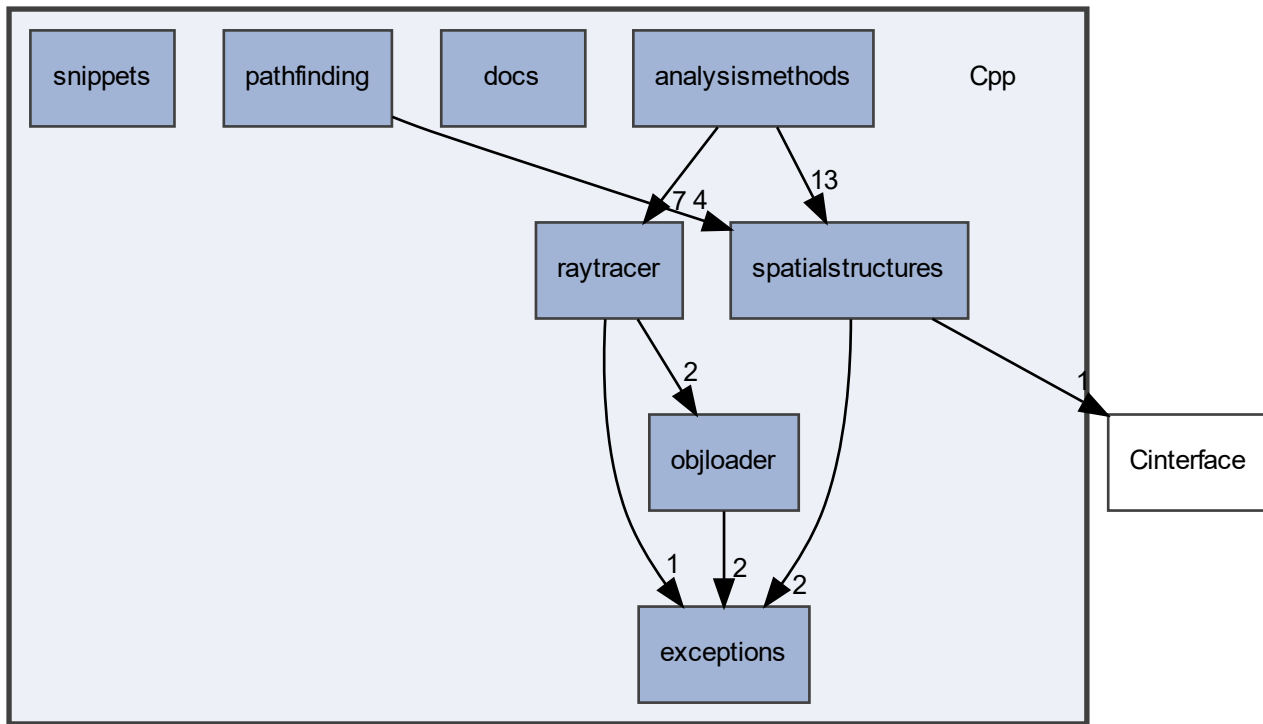 snippets
pathfinding
docs
analysismethods
Cpp
13
7
4
raytracer
spatialstructures
2
1
objloader
Cinterface
1
2
2
exceptions